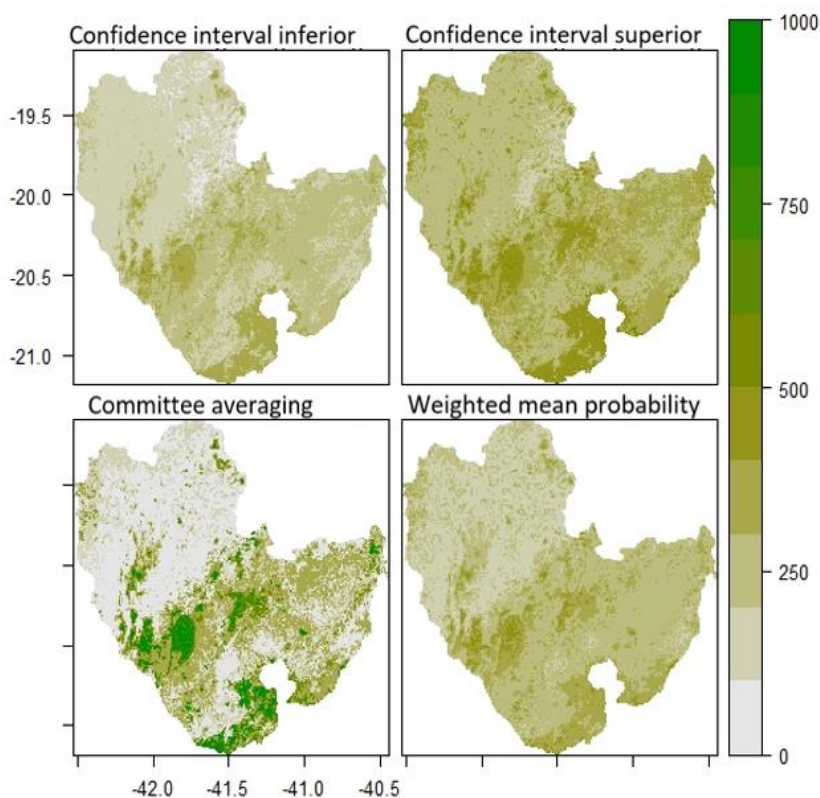 Confidence interval inferior
Confidence interval superior
-19.5
-20.0
-20.5
-21.0
Committee averaging
Weighted mean probability
-42.0 -41.5 -41.0 -40.5
1000
750
500
250
0